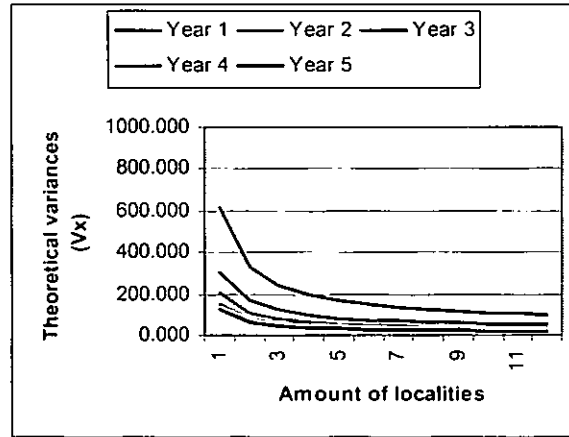 Year 1 Year 2 Year 3
Year 4 Year 5
1000.000
800.000
600.000
400.000
200.000
0.000
Theoretical variances
(Vx)
1 3 5 7 9 11
Amount of localities